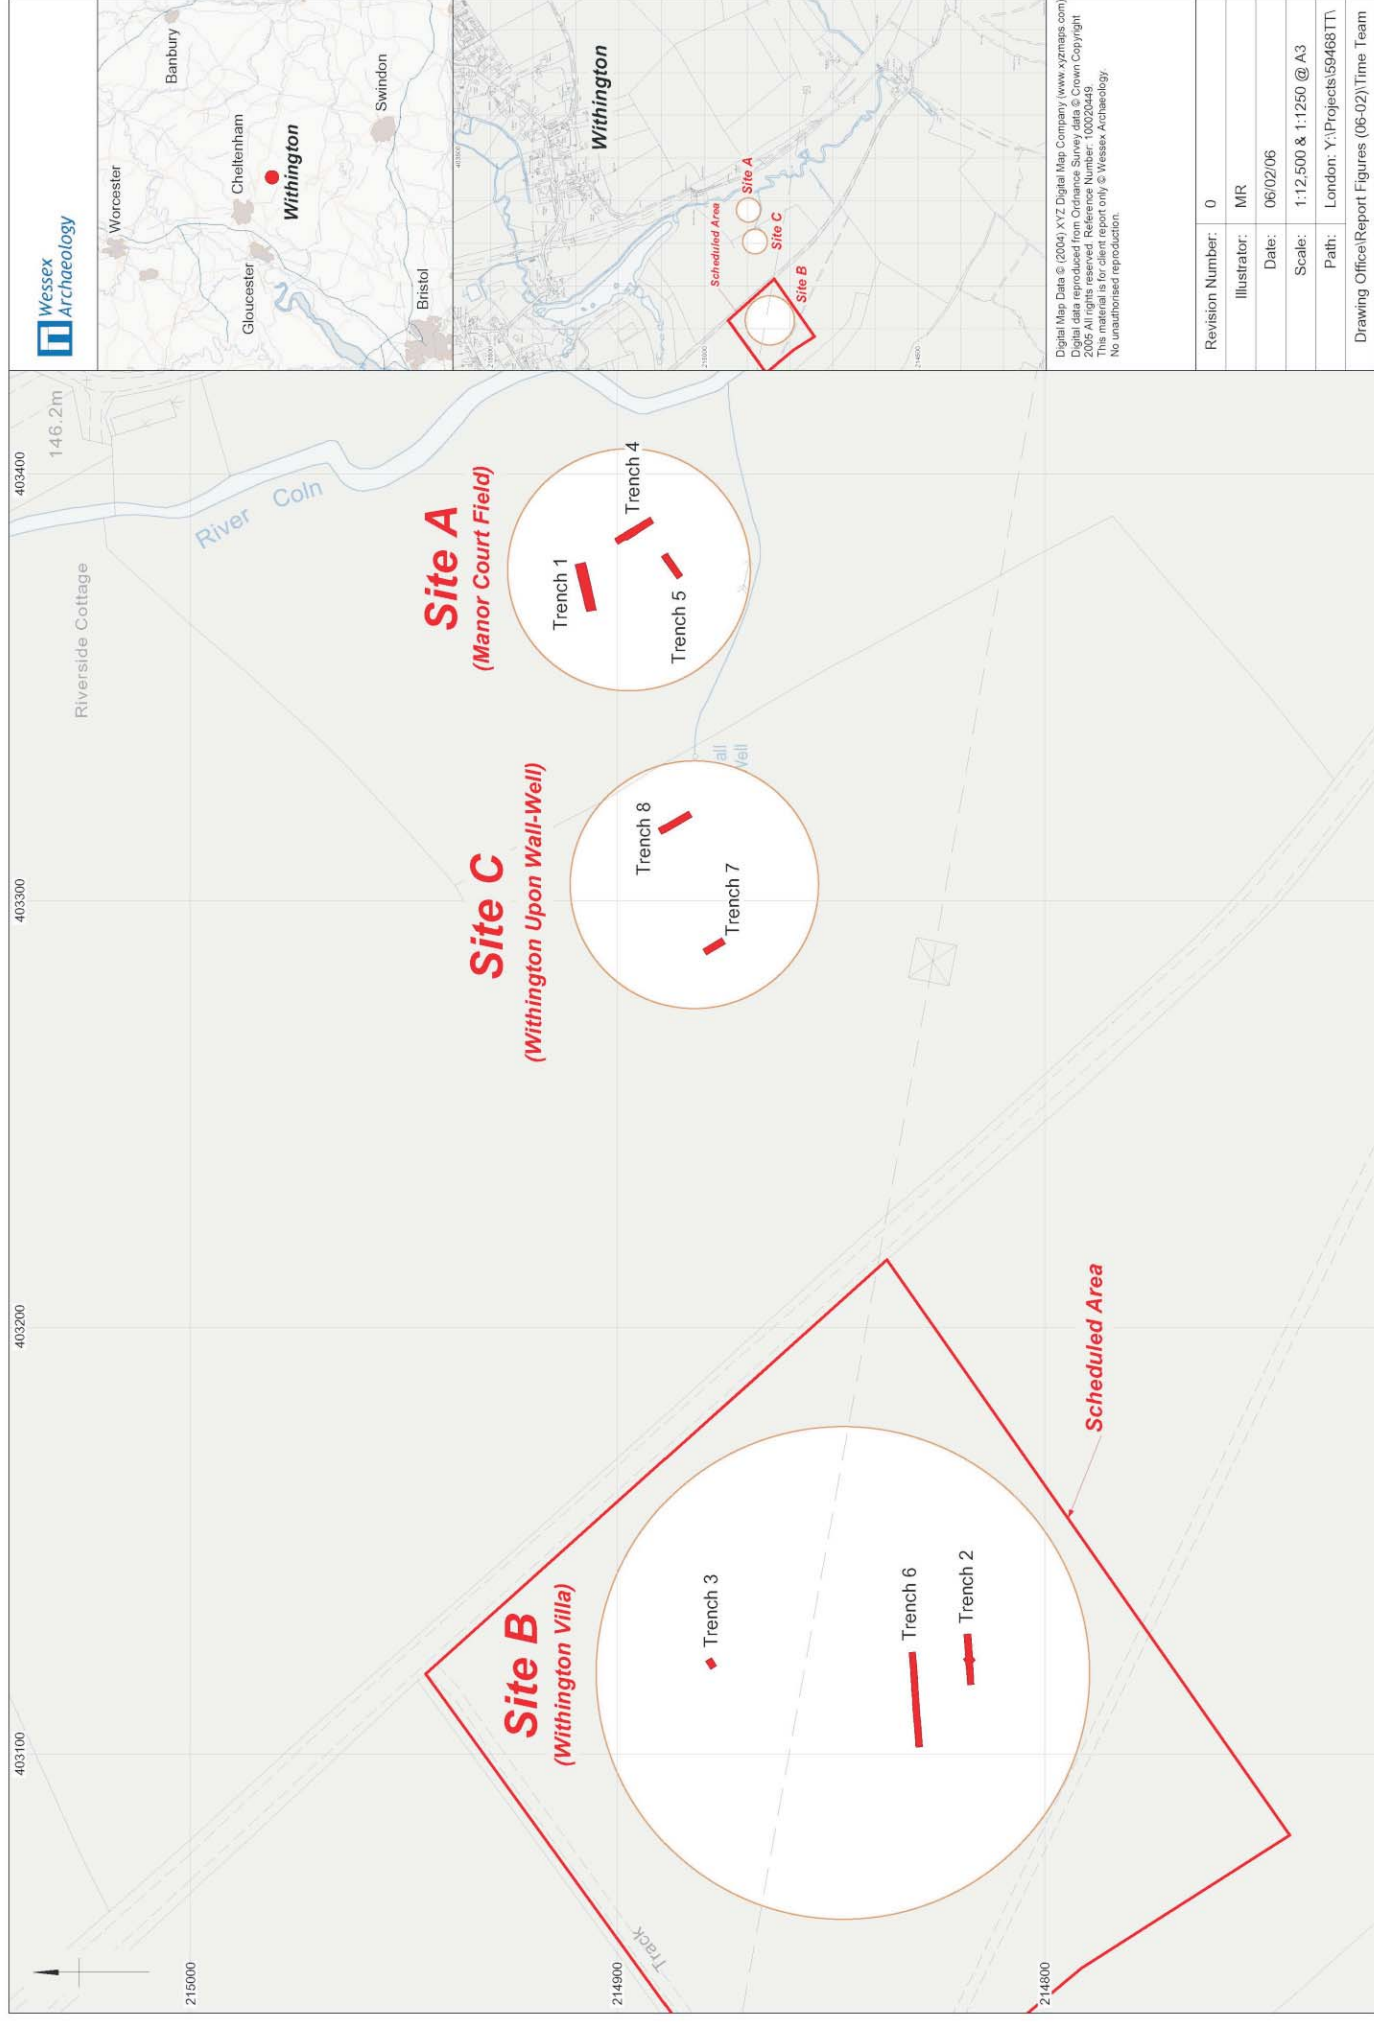 Wessex
Archaeology
Worcester
Banbury
Cheltenham
Gloucester
Withington
Swindon
Bristol
403500
Withington
215500
Scheduled Area
Site A
Site C
Site B
215000
214500
Digital Map Data © (2004) XYZ Digital Map Company (www.xyzmaps.com)
Digital data reproduced from Ordnance Survey data © Crown Copyright
2005 All rights reserved. Reference Number: 100020449.
This material is for client report only © Wessex Archaeology.
No unauthorised reproduction.
Revision Number: 0
Illustrator: MR
Date: 06/02/06
Scale: 1:12,500 & 1:1250 @ A3
Path: London: Y:\Projects\59468TT\
Drawing Office\Report Figures (06-02)\Time Team
403100
403200
403300
403400
215000
214900
214800
146.2m
Riverside Cottage
River Coln
Site A
(Manor Court Field)
Trench 1
Trench 4
Trench 5
Site C
(Withington Upon Wall-Well)
all
Trench 8
Trench 7
Site B
(Withington Villa)
Trench 3
Trench 6
Trench 2
Scheduled Area
Track